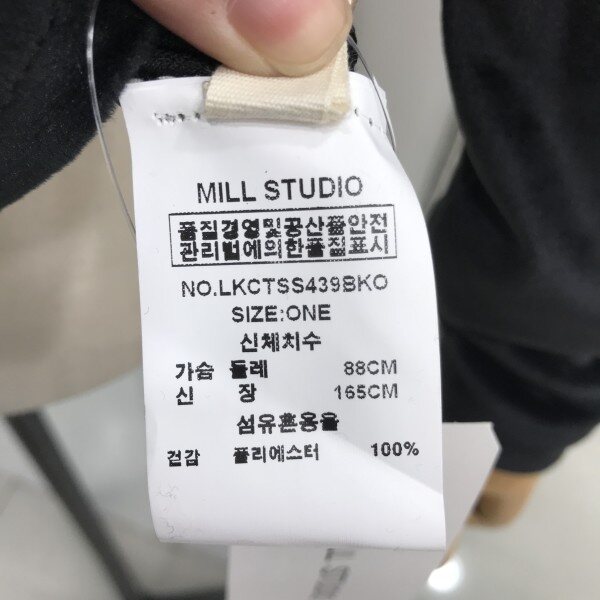 MILL STUDIO
품질경영및공산품안전
관리법에의한품질표시
NO.LKCTSS439BKO
SIZE:ONE
신체치수
가슴 둘레 88CM
신 장 165CM
섬유혼용율
겉감 폴리에스터 100%